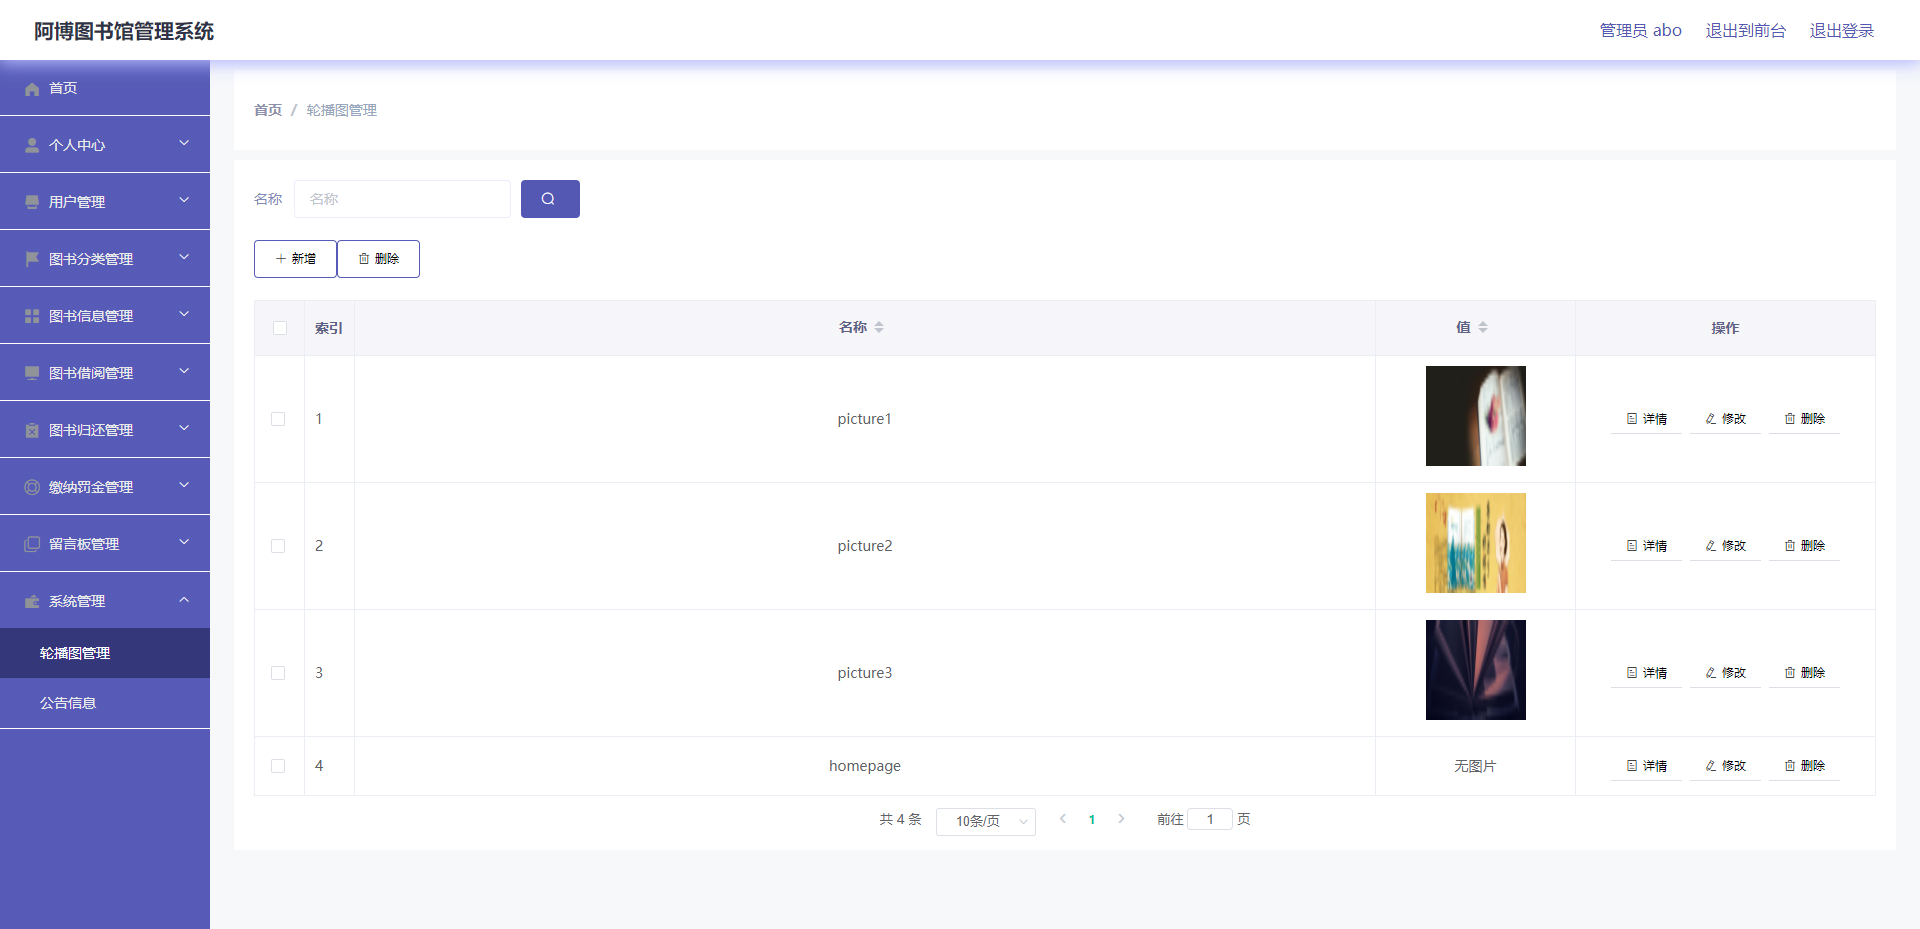 阿博图书馆管理系统
管理员 abo 退出到前台 退出登录
首页
个人中心
用户管理
图书分类管理
图书信息管理
图书借阅管理
图书归还管理
缴纳罚金管理
留言板管理
系统管理
轮播图管理
公告信息
首页 / 轮播图管理
名称 名称
新增 删除
索引 名称 值 操作
1 picture1 详情 修改 删除
2 picture2 详情 修改 删除
3 picture3 详情 修改 删除
4 homepage 无图片 详情 修改 删除
共 4 条 10条/页 1 前往 1 页